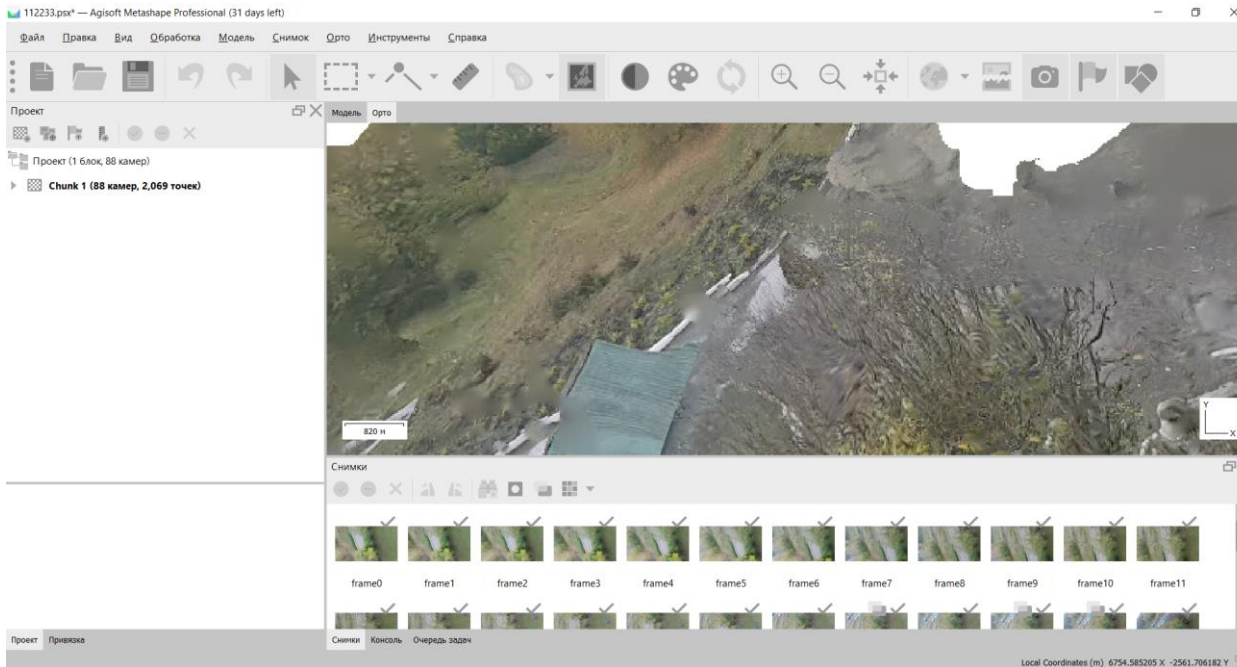 112233.psx* — Agisoft Metashape Professional (31 days left)
Файл Правка Вид Обработка Модель Снимок Орто Инструменты Справка
Проект
Модель Орто
Проект (1 блок, 88 камер)
Chunk 1 (88 камер, 2,069 точек)
820 м
Y
X
Снимки
frame0 frame1 frame2 frame3 frame4 frame5 frame6 frame7 frame8 frame9 frame10 frame11
Проект Привязка
Снимки Консоль Очередь задач
Local Coordinates (m) 6754.585205 X -2561.706182 Y